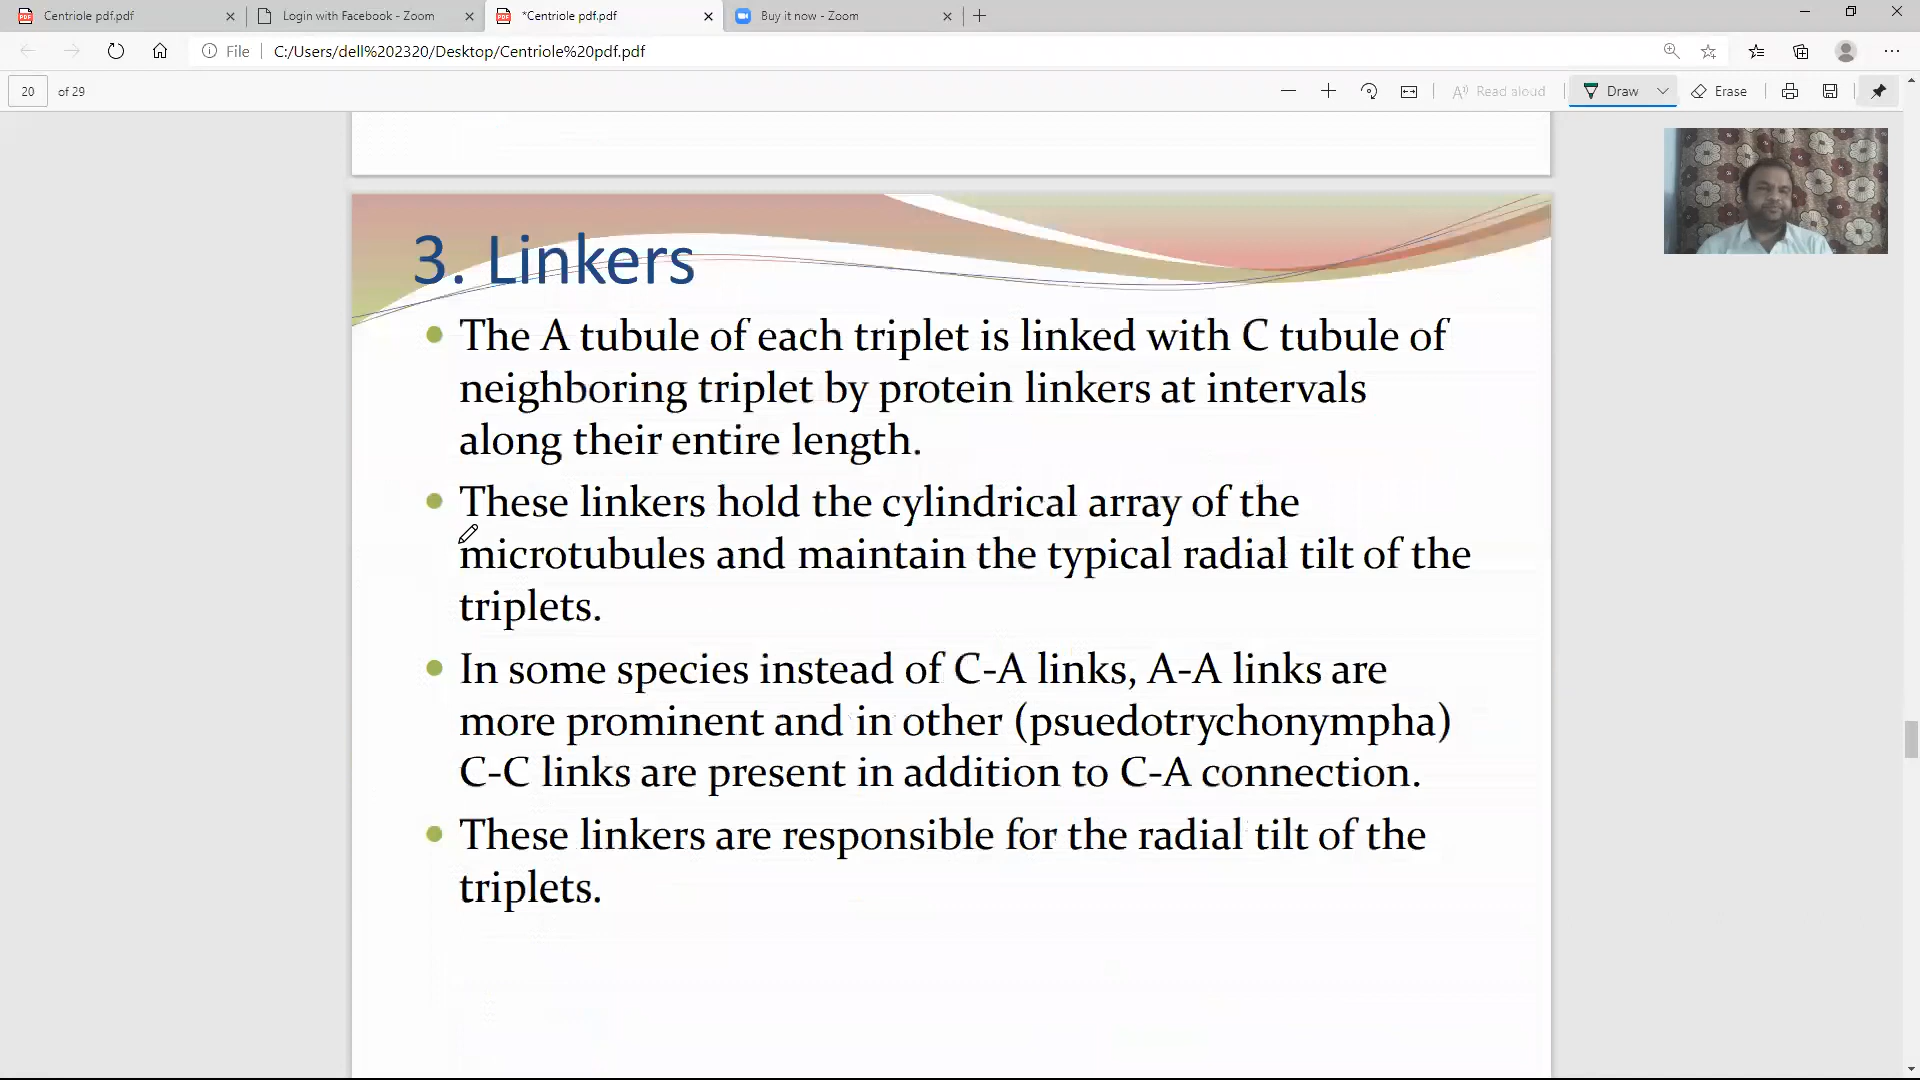 Centriole pdf.pdf
Login with Facebook - Zoom
*Centriole pdf.pdf
Buy it now - Zoom
File
C:/Users/dell%202320/Desktop/Centriole%20pdf.pdf
20 of 29
Read aloud
Draw
Erase
3. Linkers
The A tubule of each triplet is linked with C tubule of
neighboring triplet by protein linkers at intervals
along their entire length.
These linkers hold the cylindrical array of the
microtubules and maintain the typical radial tilt of the
triplets.
In some species instead of C-A links, A-A links are
more prominent and in other (psuedotrychonympha)
C-C links are present in addition to C-A connection.
These linkers are responsible for the radial tilt of the
triplets.